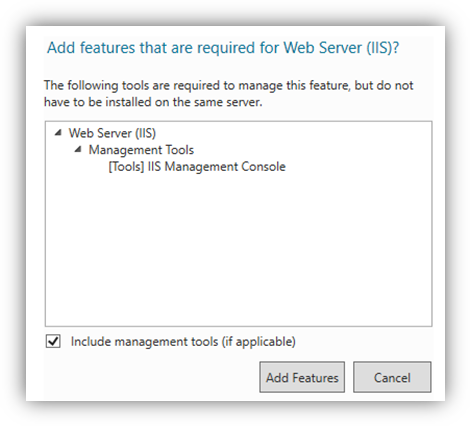 Add features that are required for Web Server (IIS)?
The following tools are required to manage this feature, but do not
have to be installed on the same server.
Web Server (IIS)
Management Tools
[Tools] IIS Management Console
Include management tools (if applicable)
Add Features
Cancel